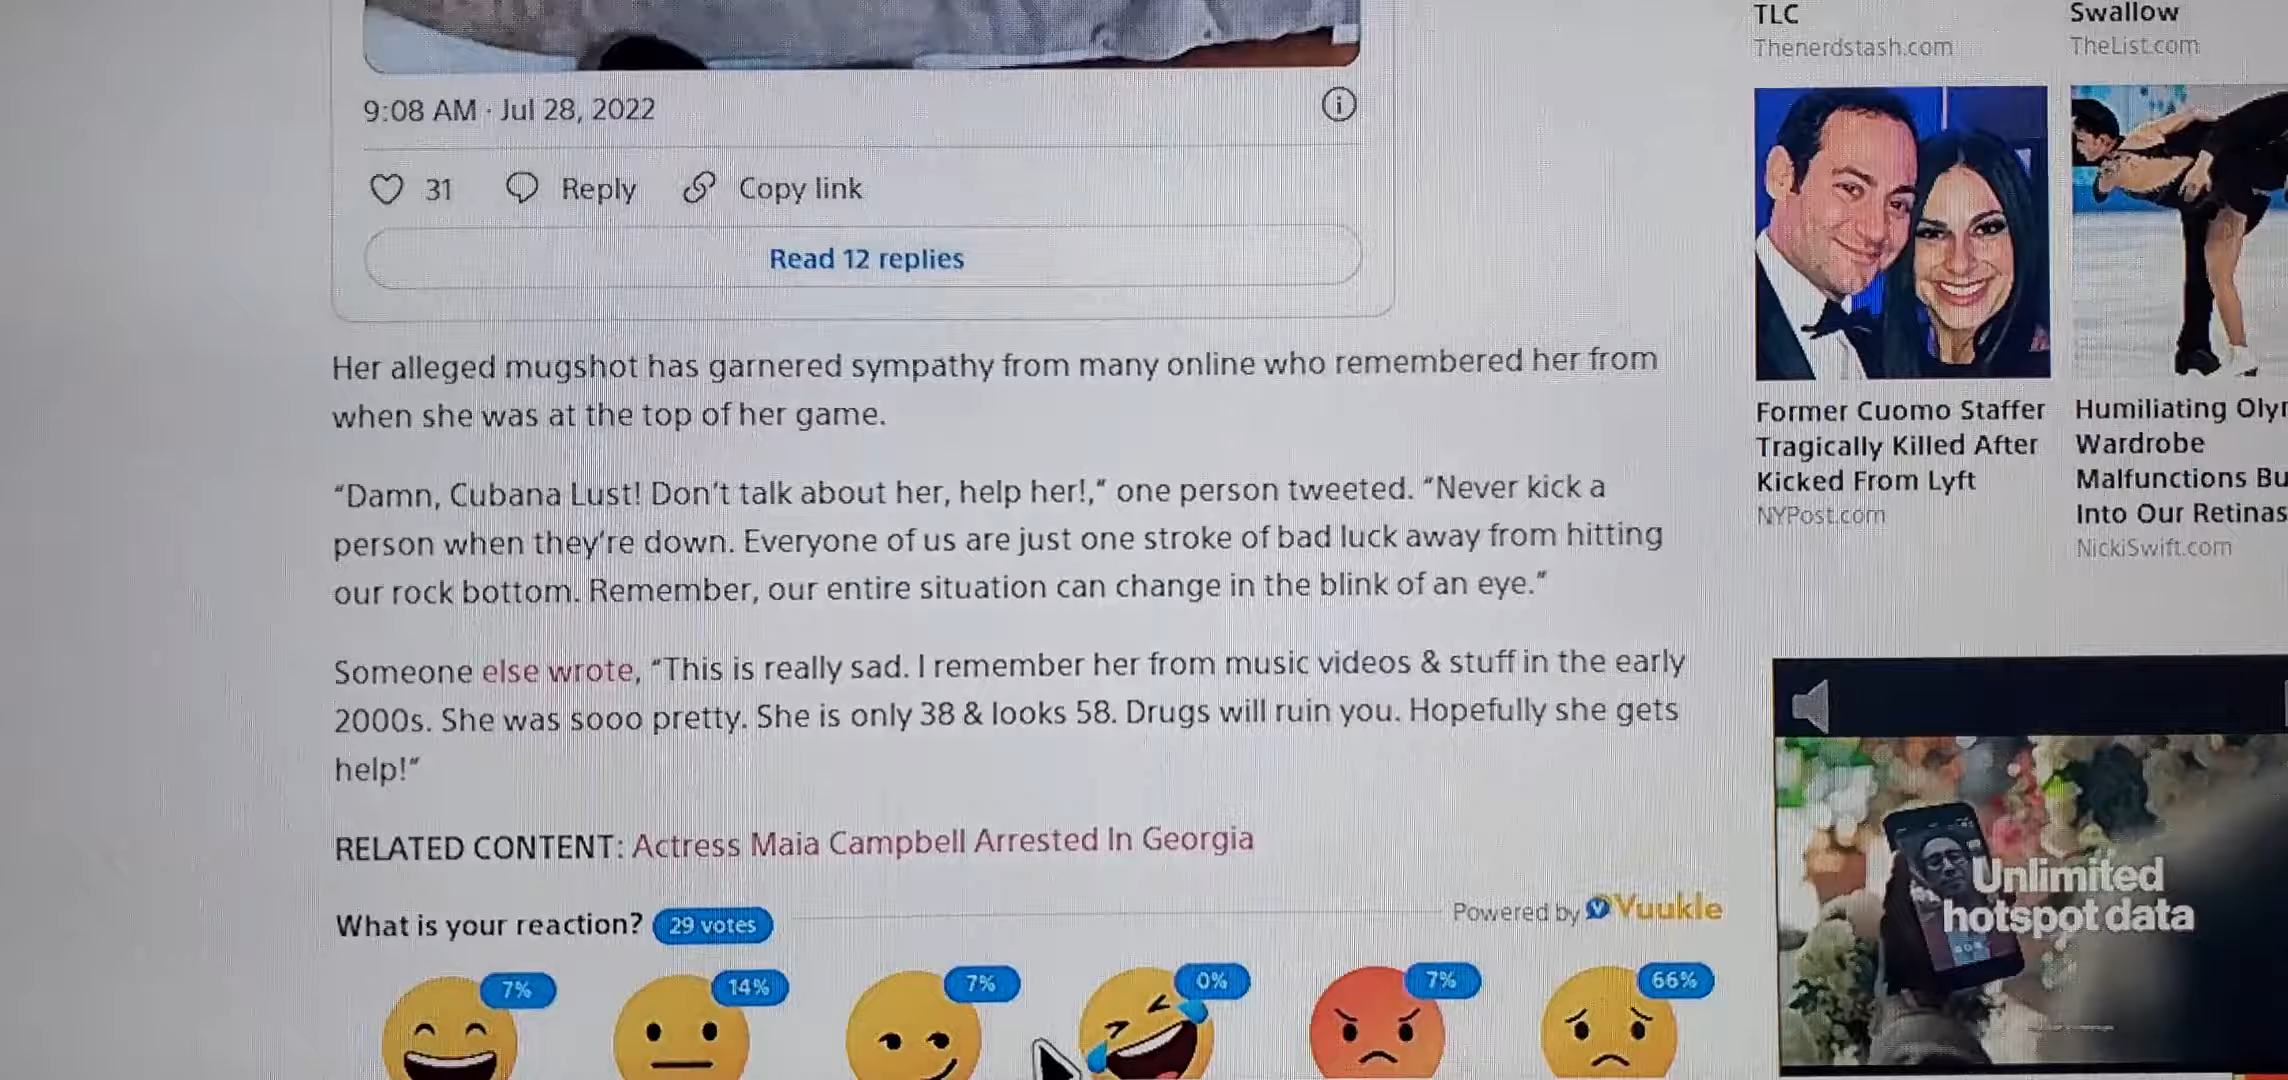 TLC
Thenerdstash.com
Swallow
TheList.com
9:08 AM · Jul 28, 2022
31 Reply Copy link
Read 12 replies
Her alleged mugshot has garnered sympathy from many online who remembered her from
when she was at the top of her game.
“Damn, Cubana Lust! Don’t talk about her, help her!,” one person tweeted. “Never kick a
person when they’re down. Everyone of us are just one stroke of bad luck away from hitting
our rock bottom. Remember, our entire situation can change in the blink of an eye.”
Someone else wrote, “This is really sad. I remember her from music videos & stuff in the early
2000s. She was sooo pretty. She is only 38 & looks 58. Drugs will ruin you. Hopefully she gets
help!”
RELATED CONTENT: Actress Maia Campbell Arrested In Georgia
What is your reaction? 29 votes
Powered by Vuukle
7% 14% 7% 0% 7% 66%
Former Cuomo Staffer
Tragically Killed After
Kicked From Lyft
NYPost.com
Humiliating
Wardrobe
Malfunctions
Into Our Retinas
NickiSwift.com
Unlimited
hotspot data